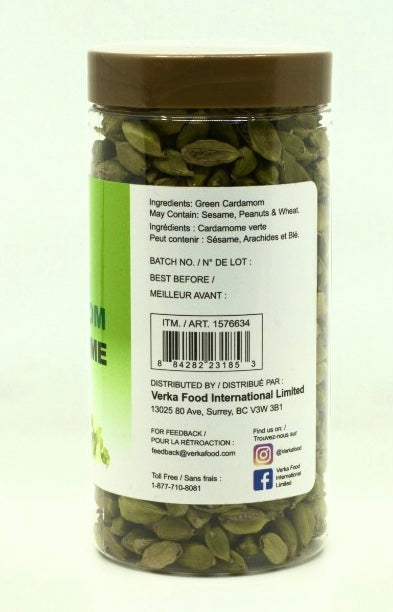 Ingredients: Green Cardamom
May Contain: Sesame, Peanuts & Wheat.
Ingrédients : Cardamome verte
Peut contenir : Sésame, Arachides et Blé.
BATCH NO. / N° DE LOT :
BEST BEFORE /
MEILLEUR AVANT :
OM
ME
ITM. / ART. 1576634
8 84282 23185 3
DISTRIBUTED BY / DISTRIBUÉ PAR :
Verka Food International Limited
13025 80 Ave, Surrey, BC V3W 3B1
FOR FEEDBACK /
POUR LA RÉTROACTION :
feedback@verkafood.com
Toll Free / Sans frais :
1-877-710-8081
Find us on: /
Trouvez-nous sur
@Verkafood
Verka Food
International
Limited